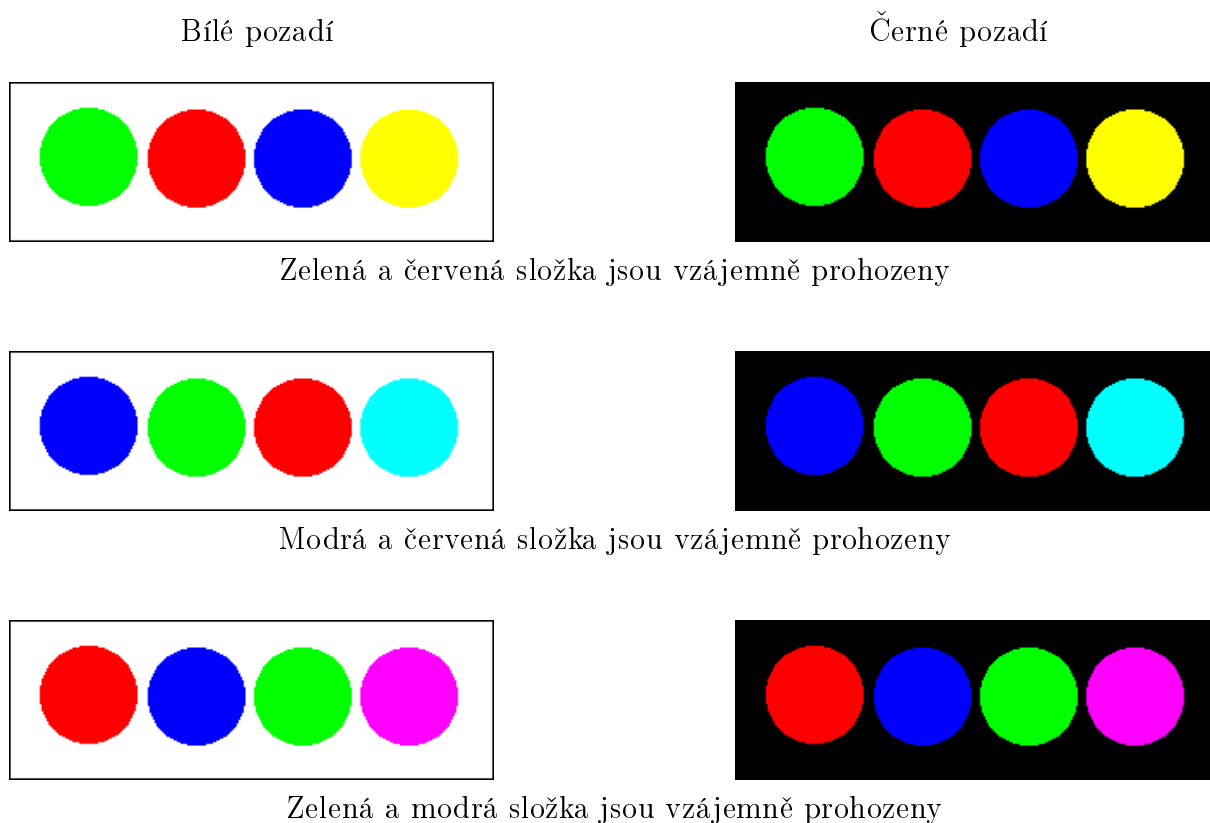 Bílé pozadí Černé pozadí
Zelená a červená složka jsou vzájemně prohozeny
Modrá a červená složka jsou vzájemně prohozeny
Zelená a modrá složka jsou vzájemně prohozeny